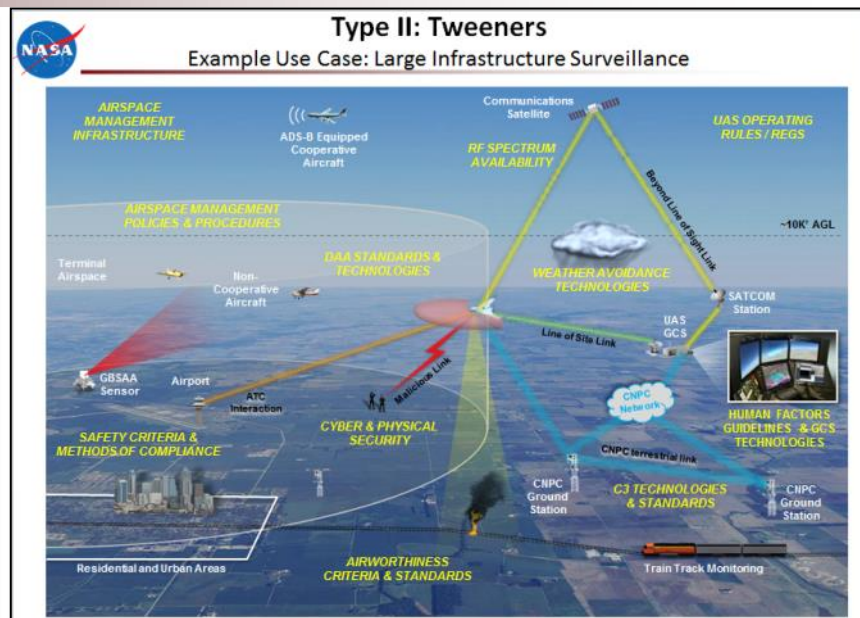 Type II: Tweeners
NASA
Example Use Case: Large Infrastructure Surveillance
AIRSPACE
MANAGEMENT
INFRASTRUCTURE
ADS-B Equipped
Cooperative
Aircraft
Communications
Satellite
UAS OPERATING
RULES / REGS
RF SPECTRUM
AVAILABILITY
Beyond Line of Sight Link
AIRSPACE MANAGEMENT
POLICIES & PROCEDURES
~10K' AGL
Terminal
Airspace
Non-
Cooperative
Aircraft
DAA STANDARDS &
TECHNOLOGIES
WEATHER AVOIDANCE
TECHNOLOGIES
SATCOM
Station
UAS
GCS
Line of Site Link
GBSAA
Sensor
Airport
ATC
Interaction
Malicious Link
CNPC
Network
HUMAN FACTORS
GUIDELINES & GCS
TECHNOLOGIES
SAFETY CRITERIA &
METHODS OF COMPLIANCE
CYBER & PHYSICAL
SECURITY
CNPC terrestrial link
CNPC
Ground
Station
C3 TECHNOLOGIES
& STANDARDS
CNPC
Ground
Station
Residential and Urban Areas
AIRWORTHINESS
CRITERIA & STANDARDS
Train Track Monitoring